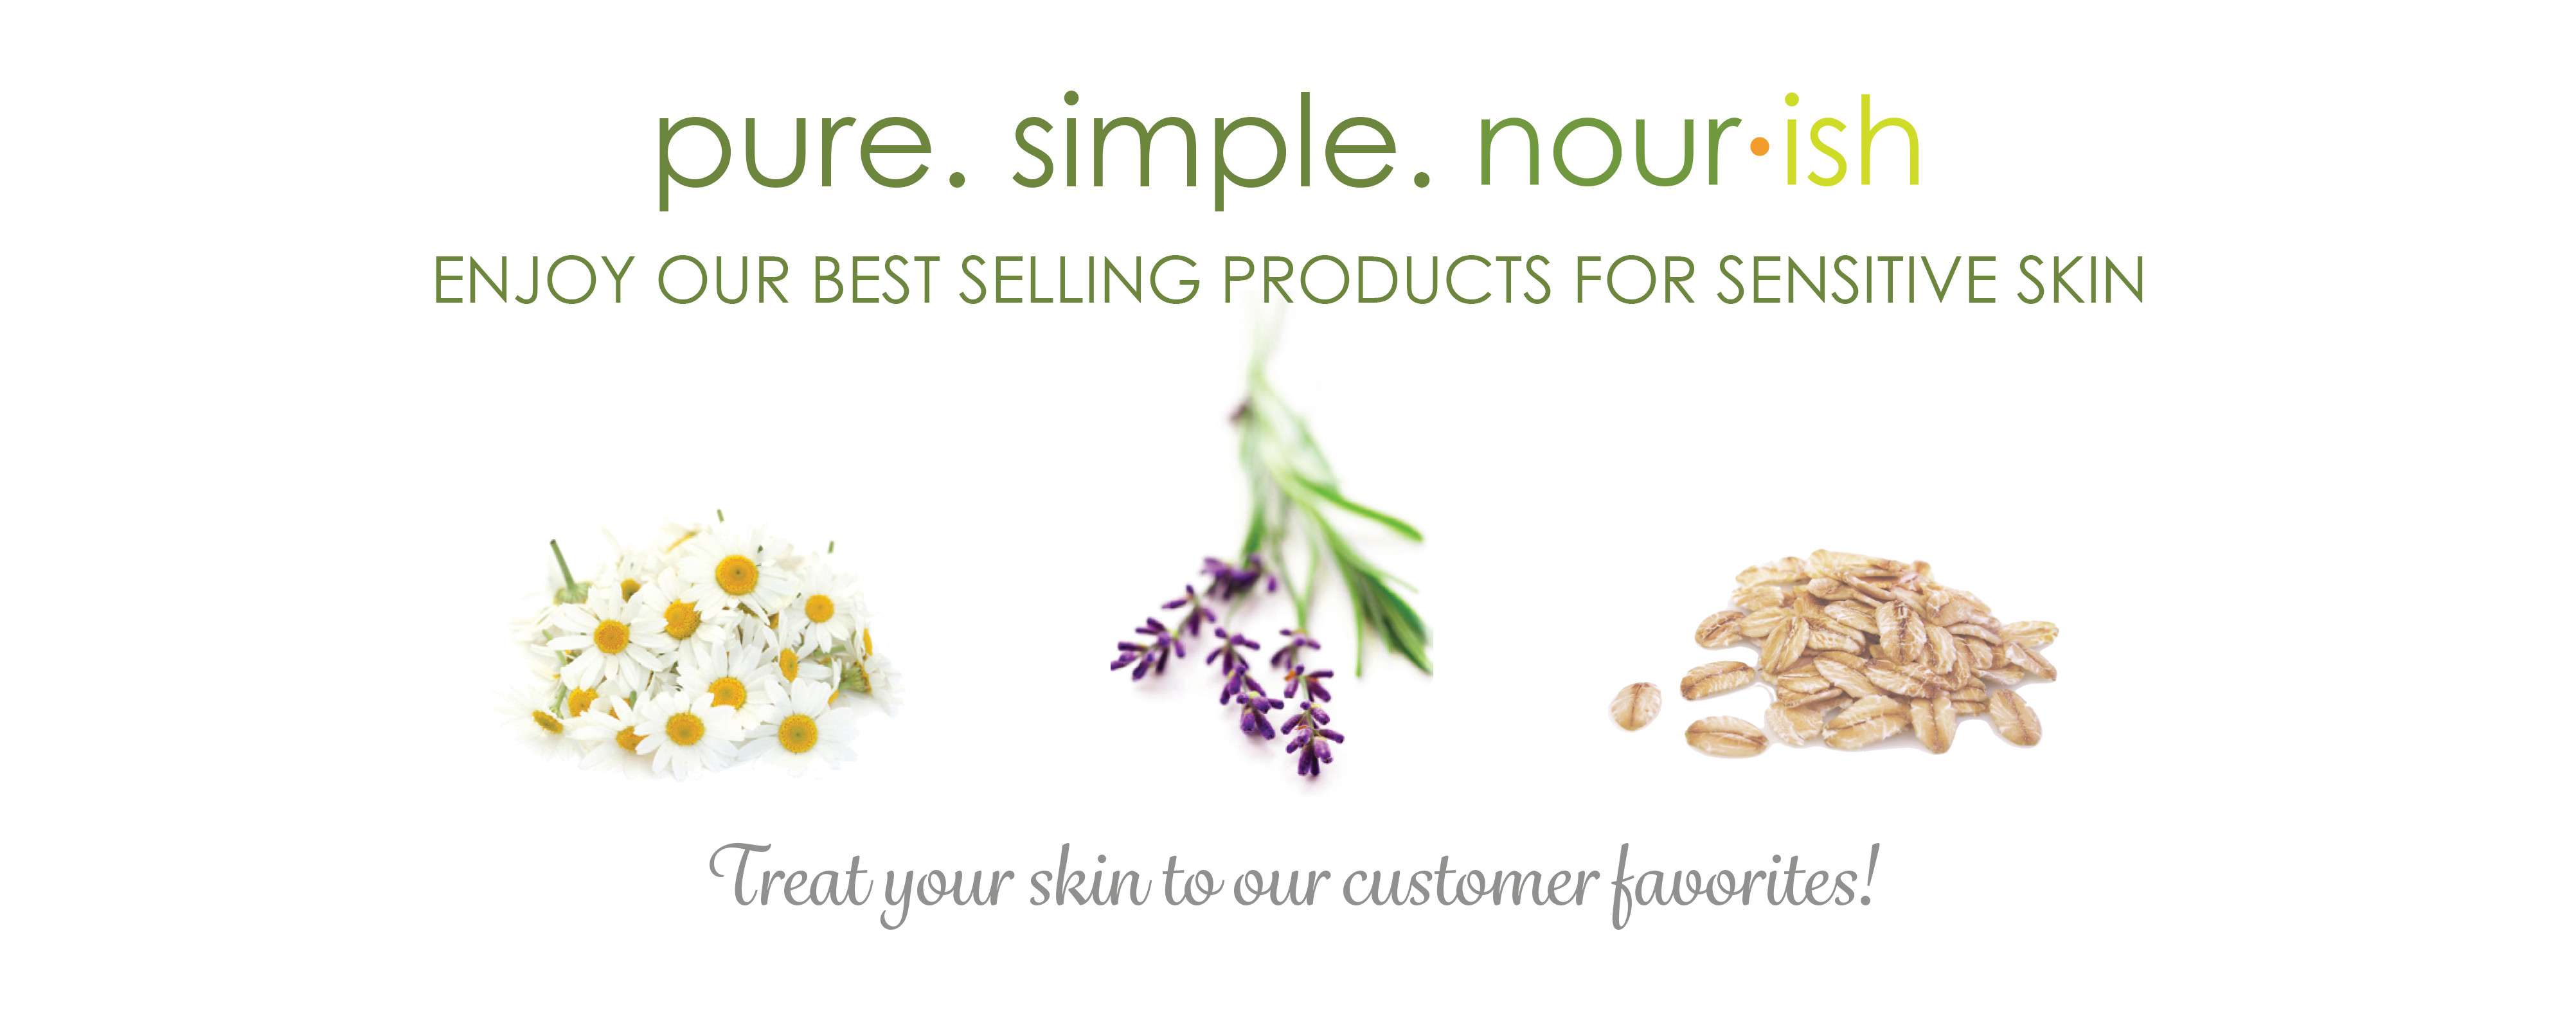 pure. simple. nour•ish
ENJOY OUR BEST SELLING PRODUCTS FOR SENSITIVE SKIN
Treat your skin to our customer favorites!